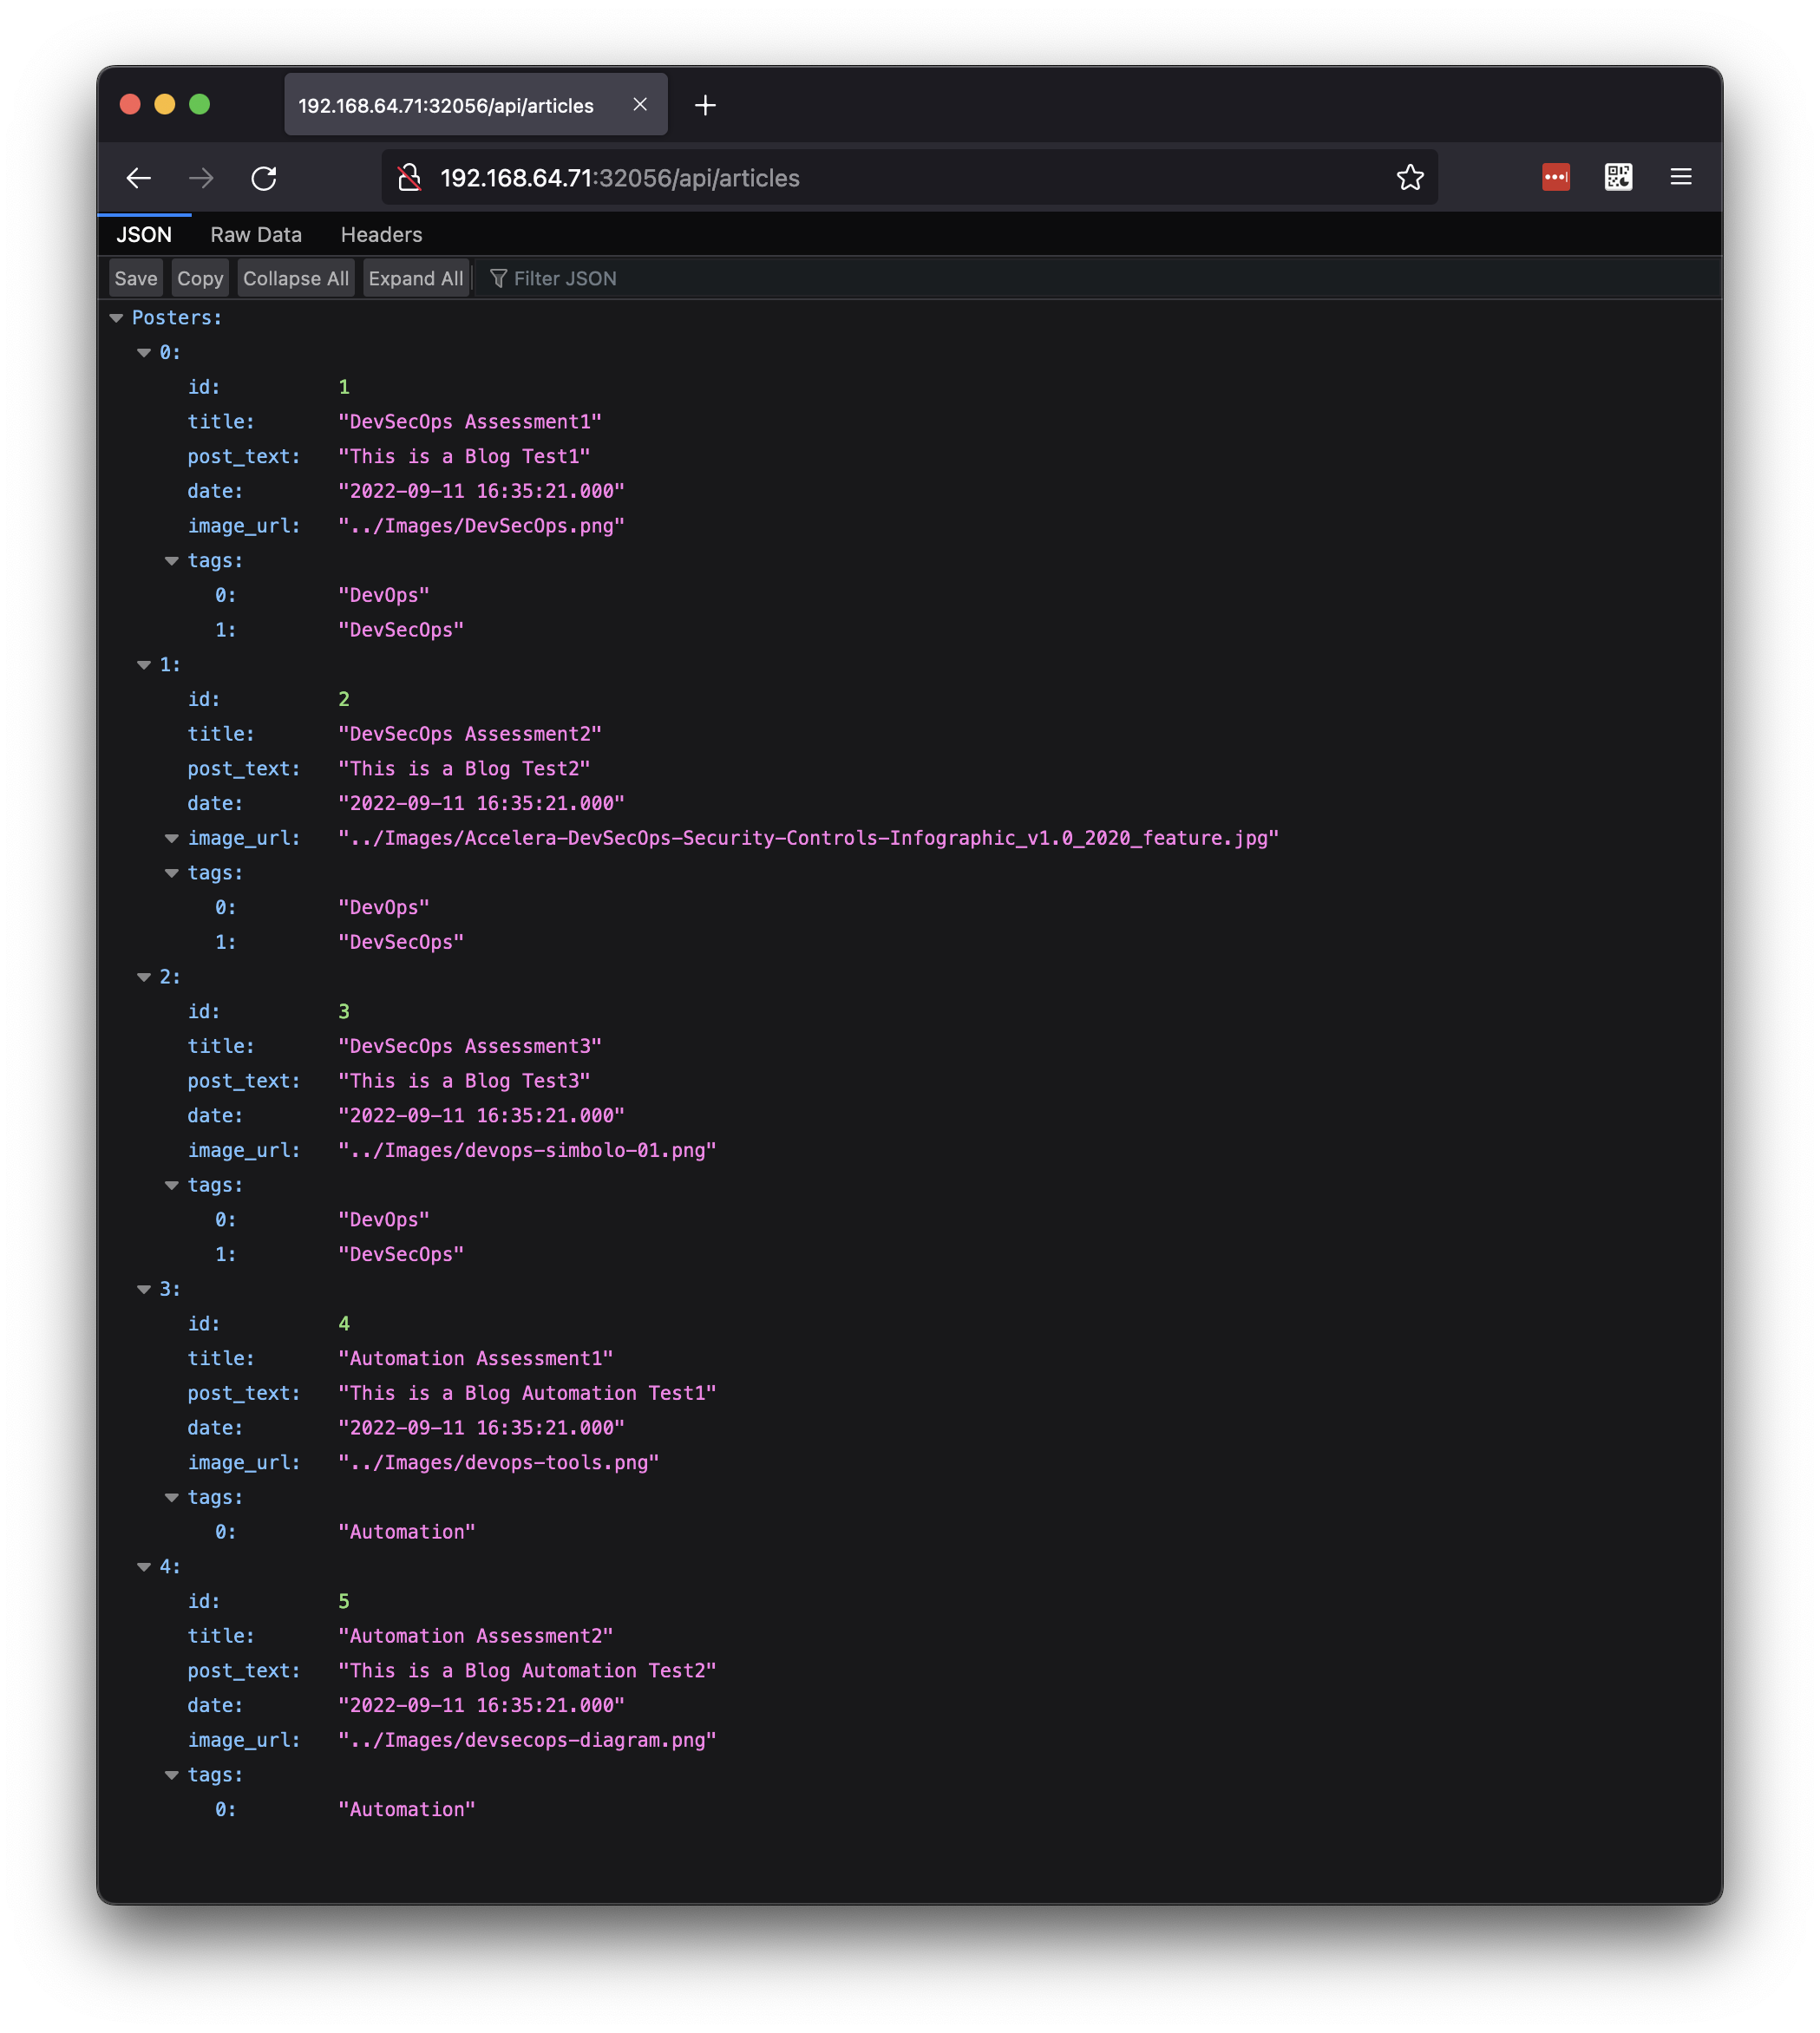 192.168.64.71:32056/api/articles
192.168.64.71:32056/api/articles
JSON Raw Data Headers
Save Copy Collapse All Expand All Filter JSON
Posters:
0:
id: 1
title: "DevSecOps Assessment1"
post_text: "This is a Blog Test1"
date: "2022-09-11 16:35:21.000"
image_url: "../Images/DevSecOps.png"
tags:
0: "DevOps"
1: "DevSecOps"
1:
id: 2
title: "DevSecOps Assessment2"
post_text: "This is a Blog Test2"
date: "2022-09-11 16:35:21.000"
image_url: "../Images/Accelera-DevSecOps-Security-Controls-Infographic_v1.0_2020_feature.jpg"
tags:
0: "DevOps"
1: "DevSecOps"
2:
id: 3
title: "DevSecOps Assessment3"
post_text: "This is a Blog Test3"
date: "2022-09-11 16:35:21.000"
image_url: "../Images/devops-simbolo-01.png"
tags:
0: "DevOps"
1: "DevSecOps"
3:
id: 4
title: "Automation Assessment1"
post_text: "This is a Blog Automation Test1"
date: "2022-09-11 16:35:21.000"
image_url: "../Images/devops-tools.png"
tags:
0: "Automation"
4:
id: 5
title: "Automation Assessment2"
post_text: "This is a Blog Automation Test2"
date: "2022-09-11 16:35:21.000"
image_url: "../Images/devsecops-diagram.png"
tags:
0: "Automation"